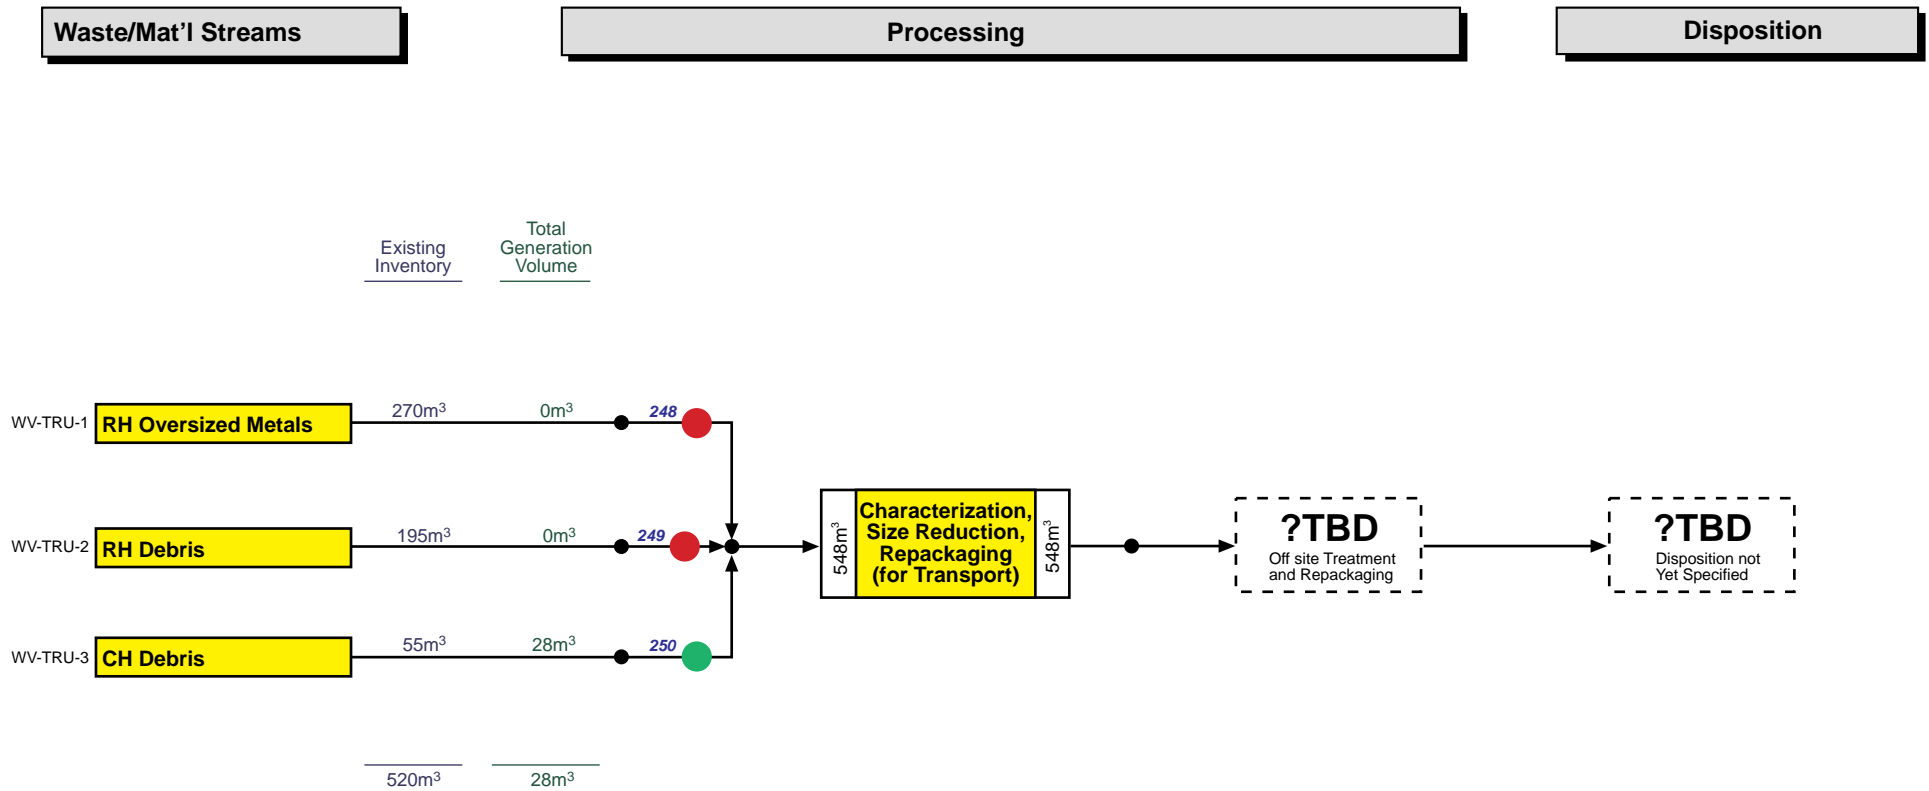 Waste/Mat'l Streams
Processing
Disposition
Existing
Inventory
Total
Generation
Volume
WV-TRU-1
RH Oversized Metals
270m³
0m³
248
WV-TRU-2
RH Debris
195m³
0m³
249
WV-TRU-3
CH Debris
55m³
28m³
250
548m³
Characterization,
Size Reduction,
Repackaging
(for Transport)
548m³
?TBD
Off site Treatment
and Repackaging
?TBD
Disposition not
Yet Specified
520m³
28m³